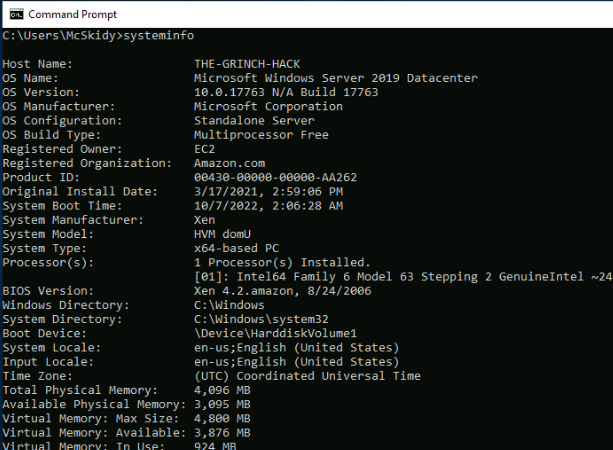 Command Prompt
C:\Users\McSkidy>systeminfo
Host Name: THE-GRINCH-HACK
OS Name: Microsoft Windows Server 2019 Datacenter
OS Version: 10.0.17763 N/A Build 17763
OS Manufacturer: Microsoft Corporation
OS Configuration: Standalone Server
OS Build Type: Multiprocessor Free
Registered Owner: EC2
Registered Organization: Amazon.com
Product ID: 00430-00000-00000-AA262
Original Install Date: 3/17/2021, 2:59:06 PM
System Boot Time: 10/7/2022, 2:06:28 AM
System Manufacturer: Xen
System Model: HVM domU
System Type: x64-based PC
Processor(s): 1 Processor(s) Installed.
[01]: Intel64 Family 6 Model 63 Stepping 2 GenuineIntel ~24
BIOS Version: Xen 4.2.amazon, 8/24/2006
Windows Directory: C:\Windows
System Directory: C:\Windows\system32
Boot Device: \Device\HarddiskVolume1
System Locale: en-us;English (United States)
Input Locale: en-us;English (United States)
Time Zone: (UTC) Coordinated Universal Time
Total Physical Memory: 4,096 MB
Available Physical Memory: 3,095 MB
Virtual Memory: Max Size: 4,800 MB
Virtual Memory: Available: 3,876 MB
Virtual Memory: In Use: 924 MB